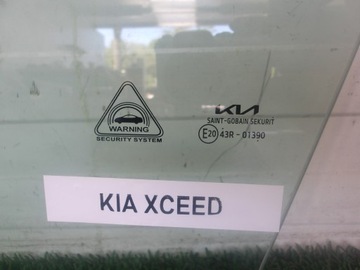 WARNING
SECURITY SYSTEM
KIA
SAINT-GOBAIN SEKURIT
E20 43R - 01390
KIA XCEED